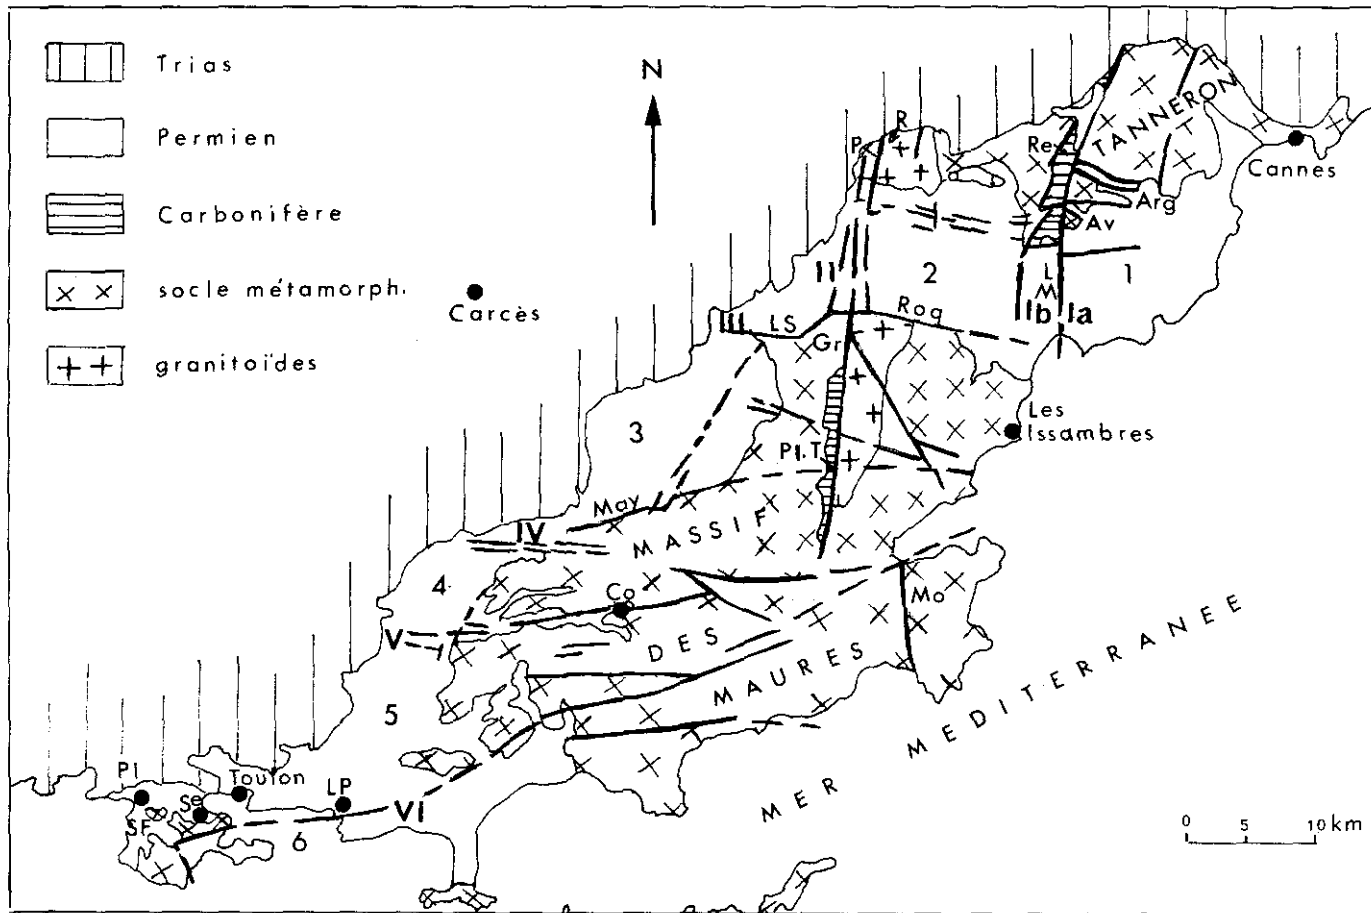 Trias
Permien
Carbonifère
socle métamorph.
granitoïdes
N
Carcès
TANNERON
Cannes
R
P
Re
Arg
Av
I
II
2
L
M
1
Ib
Ia
III
LS
Roq
Gr
3
Les
Issambres
Pl.T
May
IV
MASSIF
4
Co
Mo
V
DES
MAURES
5
MER MEDITERRANEE
PI
Toulon
Se
LP
SF
VI
6
0 5 10 km